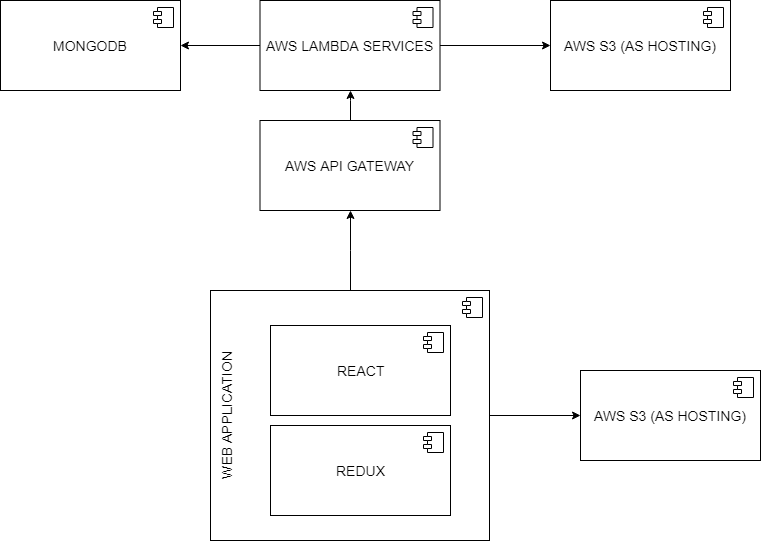 MONGODB
AWS LAMBDA SERVICES
AWS S3 (AS HOSTING)
AWS API GATEWAY
WEB APPLICATION
REACT
REDUX
AWS S3 (AS HOSTING)